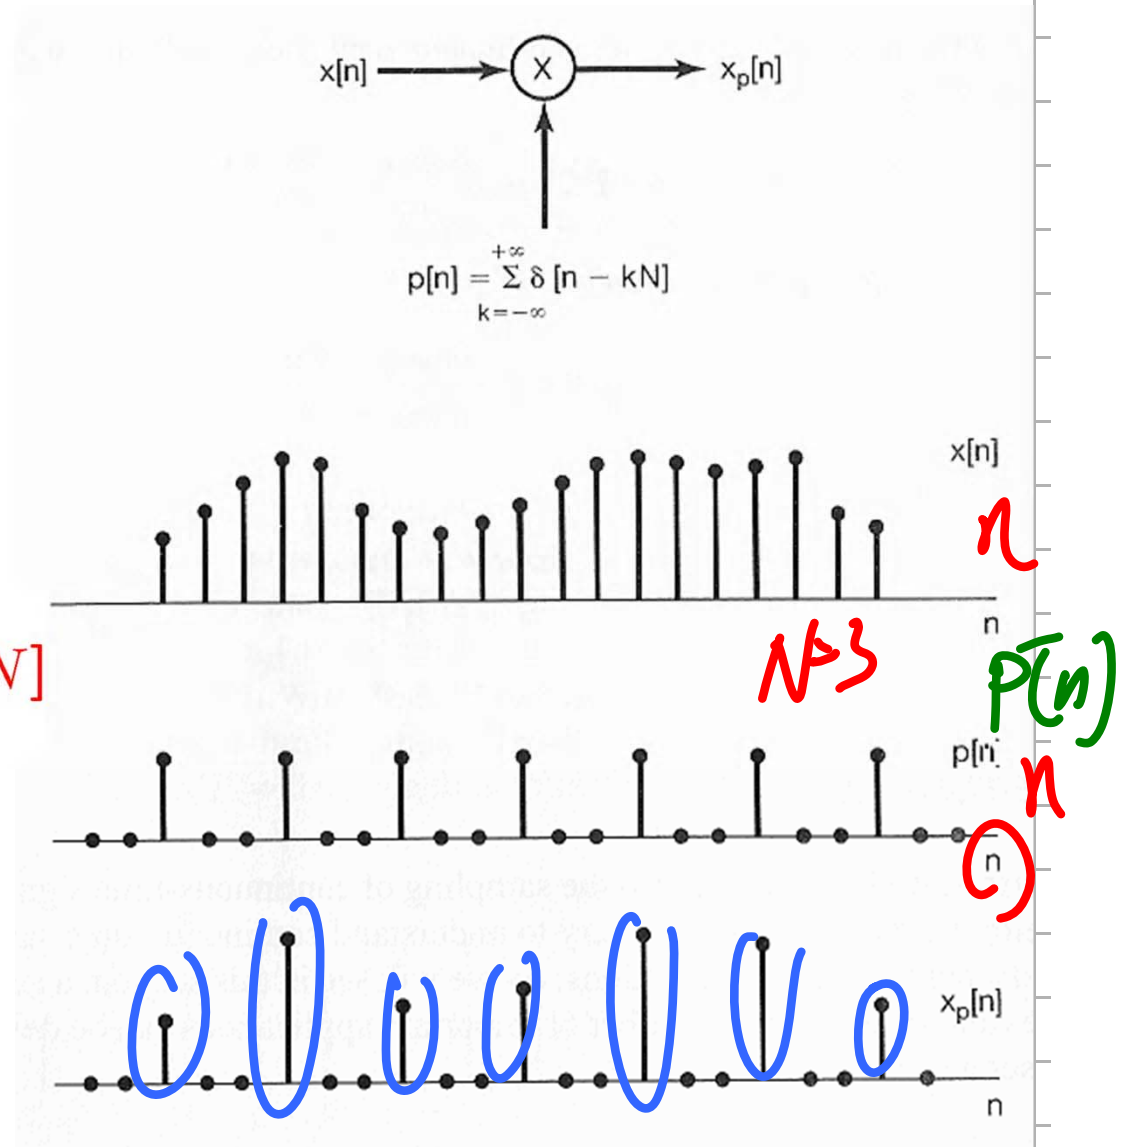 x[n] X xₚ[n]
+∞
p[n] = Σ δ [n − kN]
k=−∞
x[n]
n
n
N=3
N]
P[n]
p[n]
n
n
xₚ[n]
n